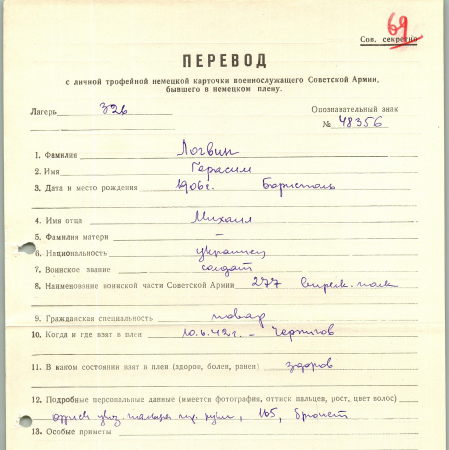 69
Сов. секретно
ПЕРЕВОД
с личной трофейной немецкой карточки военнослужащего Советской Армии,
бывшего в немецком плену.
Лагерь 326 Опознавательный знак
№ 48356
1. Фамилия Логвин
2. Имя Герасим
3. Дата и место рождения 1906г. Борисполь
4. Имя отца Михаил
5. Фамилия матери –
6. Национальность украинец
7. Воинское звание солдат
8. Наименование воинской части Советской Армии 277 стрелк. полк
9. Гражданская специальность повар
10. Когда и где взят в плен 10.6.42г. – Чернигов
11. В каком состоянии взят в плен (здоров, болен, ранен) здоров
12. Подробные персональные данные (имеется фотография, оттиск пальцев, рост, цвет волос)
пальца пр. руки, 165, брюнет
13. Особые приметы